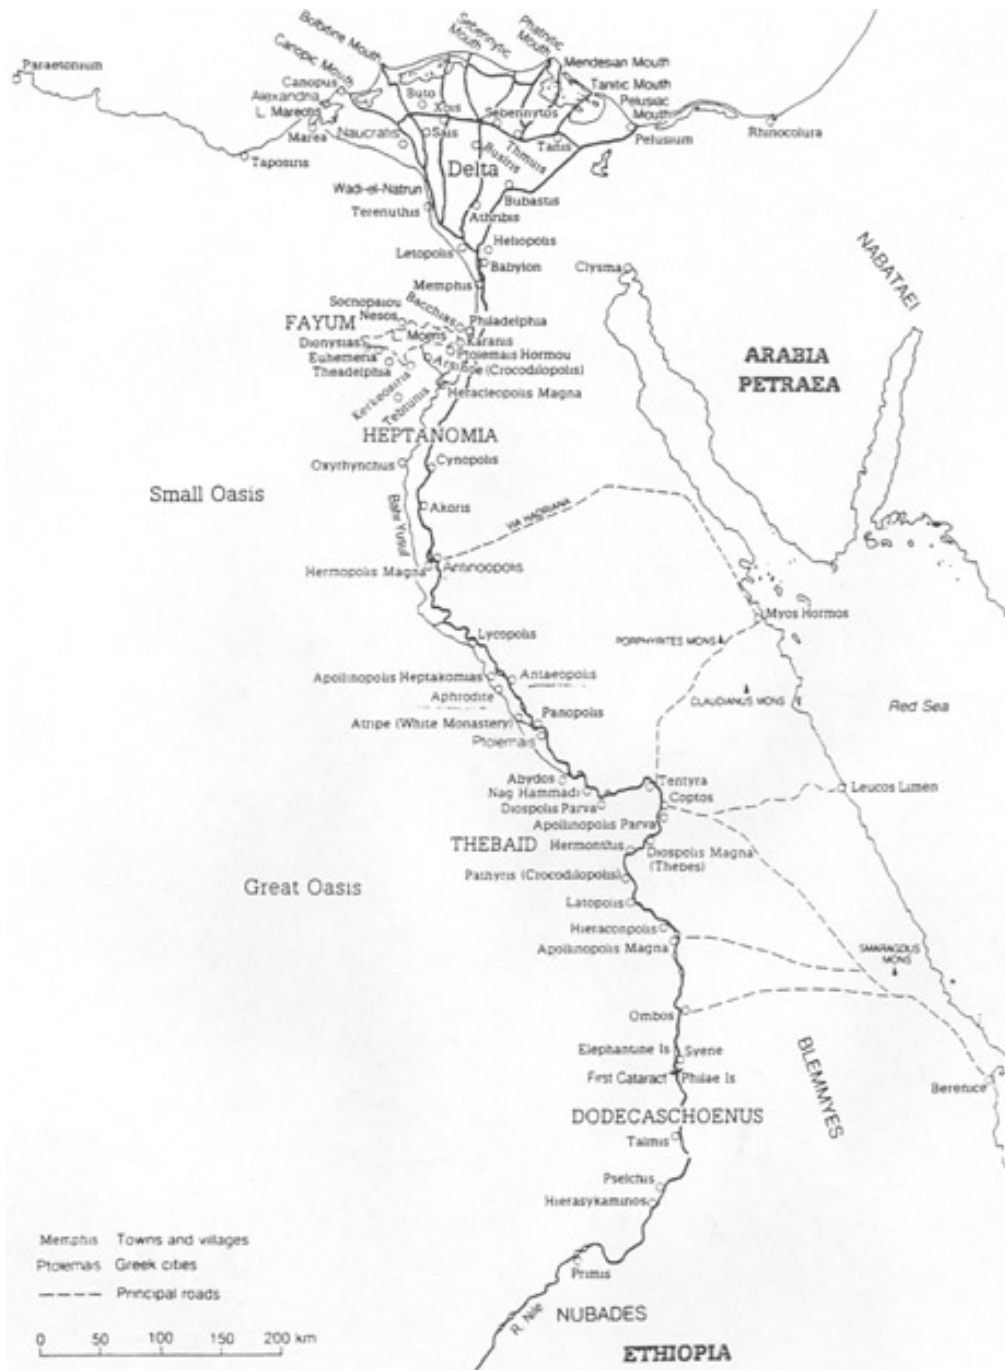 Paraetonium
Bolbitine Mouth
Canopic Mouth
Sebennytic
Mouth
Phatnitic
Mouth
Mendesian Mouth
Tanitic Mouth
Pelusiac
Mouth
Canopus
Alexandria
L. Mareotis
Marea
Taposiris
Naucratis
Buto
Xois
Sais
Sebennytos
Busiris
Thmuis
Tanis
Pelusium
Rhinocolura
Delta
Wadi-el-Natrun
Terenuthis
Bubastis
Athribis
Letopolis
Heliopolis
Babylon
Memphis
Clysma
NABATAEI
Socnopaiou
Nesos
Bacchias
Philadelphia
FAYUM
L. Moeris
Karanis
Dionysias
Ptolemais Hormou
Euhemeria
Arsinoe (Crocodilopolis)
Theadelphia
Kerkeosiris
Tebtunis
Heracleopolis Magna
ARABIA
PETRAEA
HEPTANOMIA
Oxyrhynchus
Cynopolis
Small Oasis
Bahr Yusuf
Akoris
VIA HADRIANA
Hermopolis Magna
Antinoopolis
Myos Hormos
Lycopolis
PORPHYRITES MONS
Apollinopolis Heptakomias
Antaeopolis
Aphrodite
CLAUDIANUS MONS
Red Sea
Panopolis
Atripe (White Monastery)
Ptolemais
Abydos
Nag Hammadi
Diospolis Parva
Tentyra
Coptos
Leucos Limen
Apollinopolis Parva
THEBAID
Hermonthis
Diospolis Magna
(Thebes)
Pathyris (Crocodilopolis)
Great Oasis
Latopolis
Hieraconpolis
Apollinopolis Magna
SMARAGDUS
MONS
Ombos
Elephantine Is
Syene
First Cataract
Philae Is
BLEMMYES
Berenice
DODECASCHOENUS
Talmis
Pselchis
Hierasykaminos
Primis
R. Nile
NUBADES
ETHIOPIA
Memphis Towns and villages
Ptolemais Greek cities
Principal roads
0 50 100 150 200 km